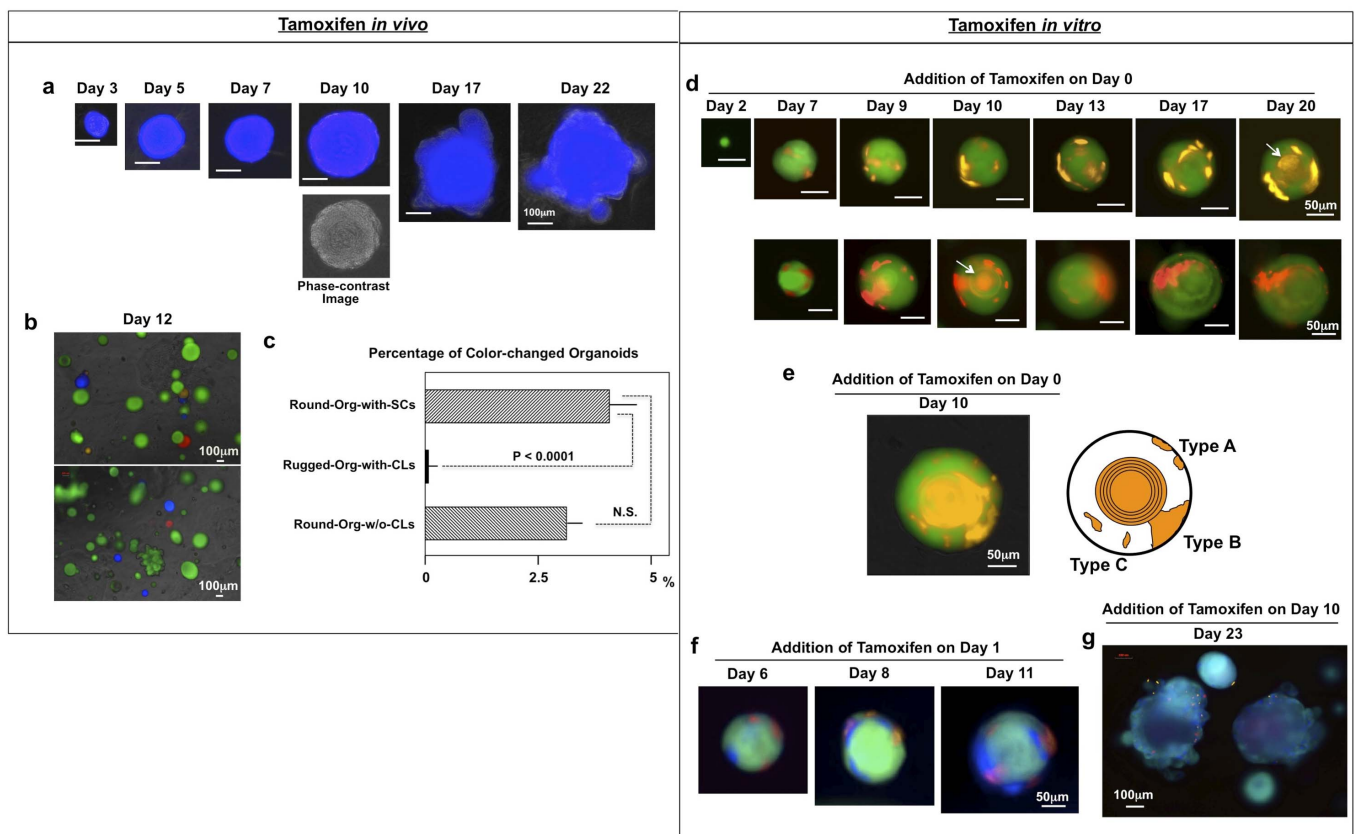 Tamoxifen in vivo
a
Day 3
Day 5
Day 7
Day 10
Day 17
Day 22
100μm
Phase-contrast
Image
b
Day 12
100μm
100μm
c
Percentage of Color-changed Organoids
Round-Org-with-SCs
Rugged-Org-with-CLs
Round-Org-w/o-CLs
P < 0.0001
N.S.
0
2.5
5
%
Tamoxifen in vitro
d
Addition of Tamoxifen on Day 0
Day 2
Day 7
Day 9
Day 10
Day 13
Day 17
Day 20
50μm
50μm
e
Addition of Tamoxifen on Day 0
Day 10
50μm
Type A
Type B
Type C
f
Addition of Tamoxifen on Day 1
Day 6
Day 8
Day 11
50μm
g
Addition of Tamoxifen on Day 10
Day 23
100μm